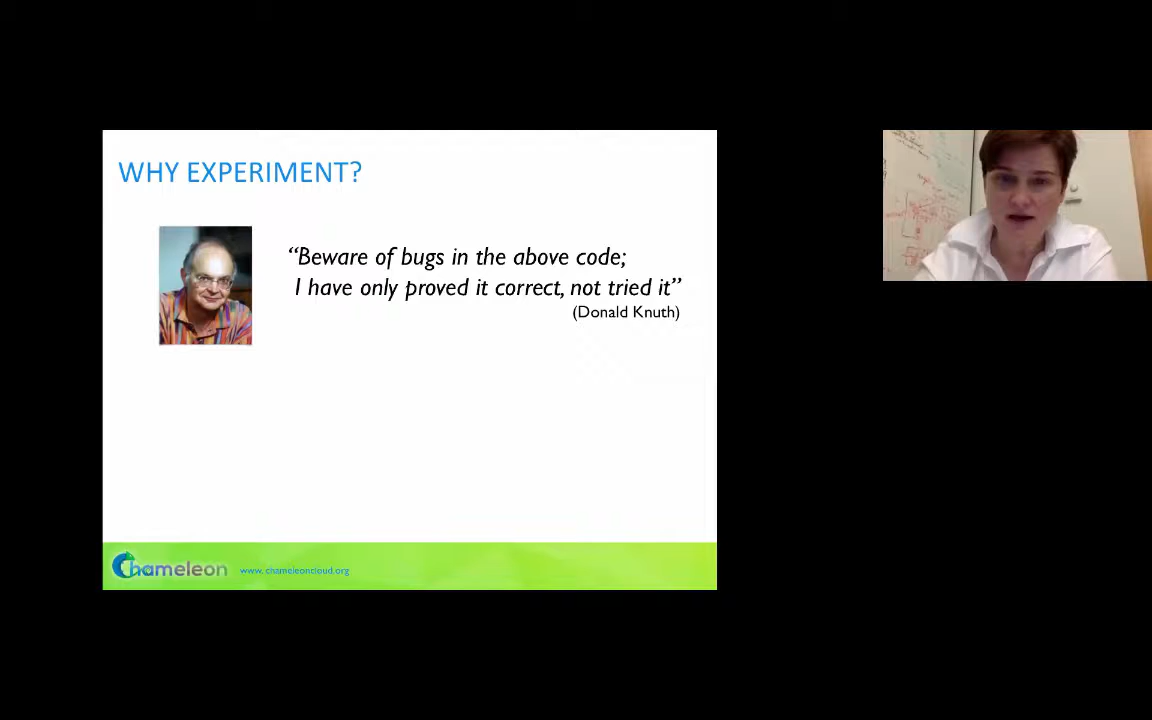 WHY EXPERIMENT?
“Beware of bugs in the above code;
I have only proved it correct, not tried it”
(Donald Knuth)
Chameleon www. chameleoncloud.org